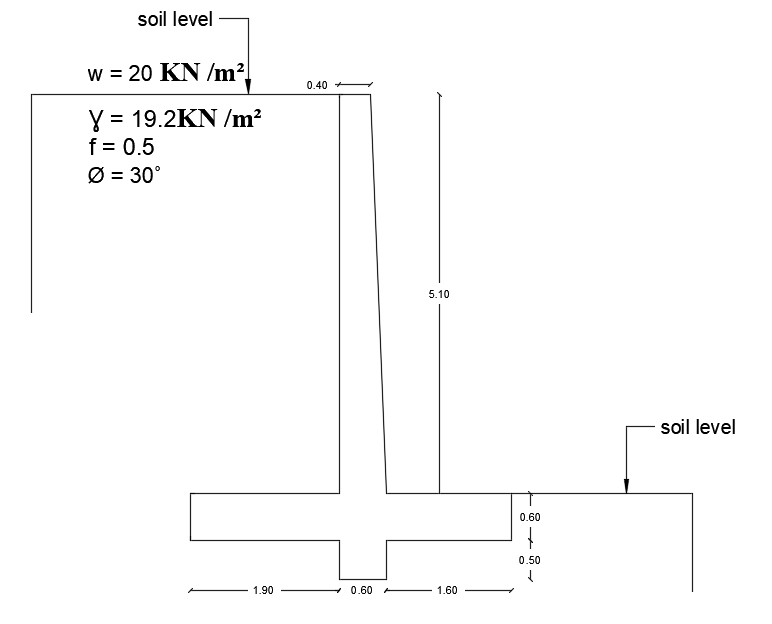 soil level
w = 20 KN /m²
0.40
Ɣ = 19.2KN /m²
f = 0.5
Ø = 30°
5.10
soil level
0.60
0.50
1.90
0.60
1.60